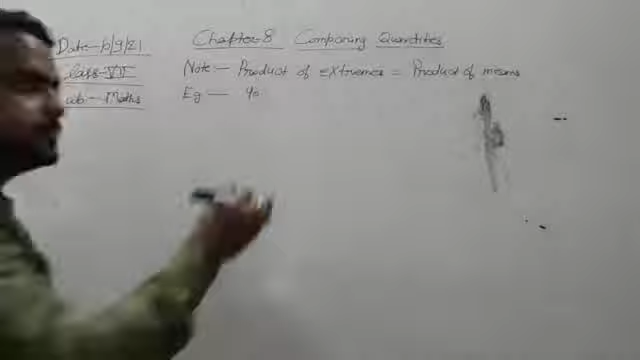 Date-10/9/21
Chapter-8 Comparing Quantities
Class-VII
Note- Product of extremes = Product of means
Sub- Maths
Eg — 40